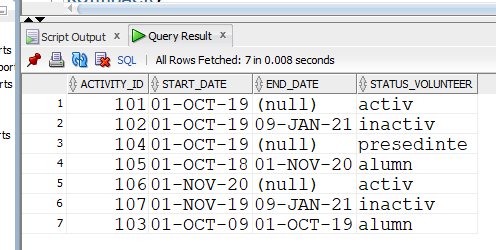 Script Output x Query Result x
SQL | All Rows Fetched: 7 in 0.008 seconds
ACTIVITY_ID START_DATE END_DATE STATUS_VOLUNTEER
1 101 01-OCT-19 (null) activ
2 102 01-OCT-19 09-JAN-21 inactiv
3 104 01-OCT-19 (null) presedinte
4 105 01-OCT-18 01-NOV-20 alumn
5 106 01-NOV-20 (null) activ
6 107 01-NOV-19 09-JAN-21 inactiv
7 103 01-OCT-09 01-OCT-19 alumn